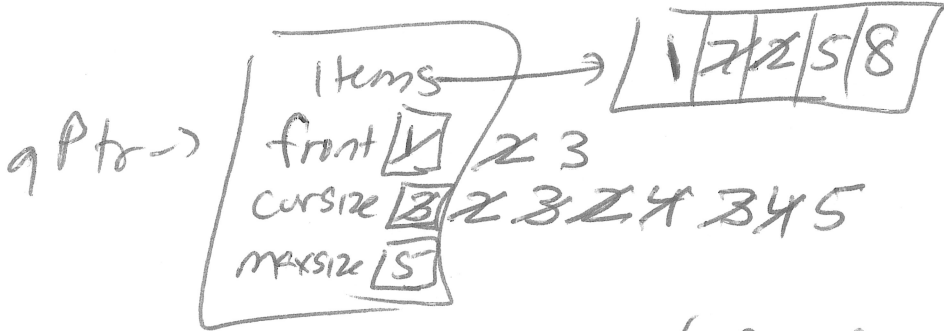 items → 1 2 2 5 8
qPtr → front 1 2 3
cursize 3 2 3 2 4 3 4 5
maxsize 5